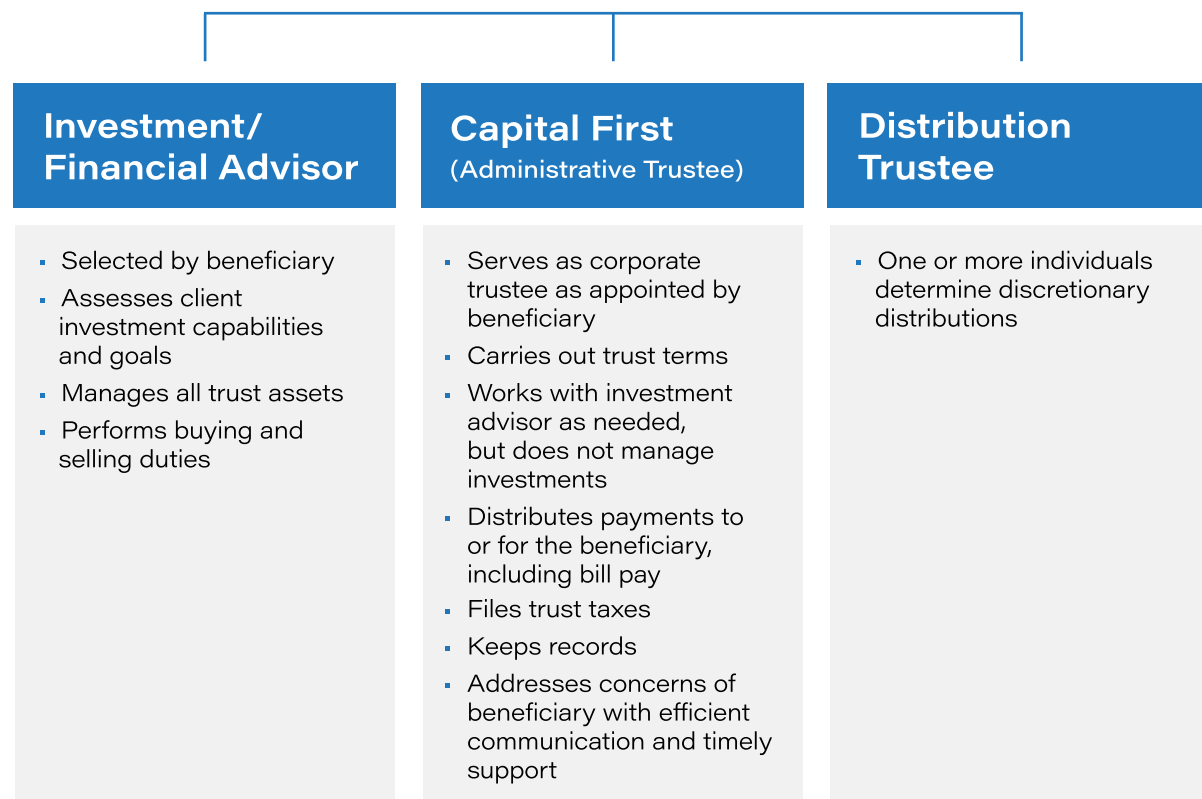 Investment/
Financial Advisor
▪ Selected by beneficiary
▪ Assesses client
investment capabilities
and goals
▪ Manages all trust assets
▪ Performs buying and
selling duties
Capital First
(Administrative Trustee)
▪ Serves as corporate
trustee as appointed by
beneficiary
▪ Carries out trust terms
▪ Works with investment
advisor as needed,
but does not manage
investments
▪ Distributes payments to
or for the beneficiary,
including bill pay
▪ Files trust taxes
▪ Keeps records
▪ Addresses concerns of
beneficiary with efficient
communication and timely
support
Distribution
Trustee
▪ One or more individuals
determine discretionary
distributions